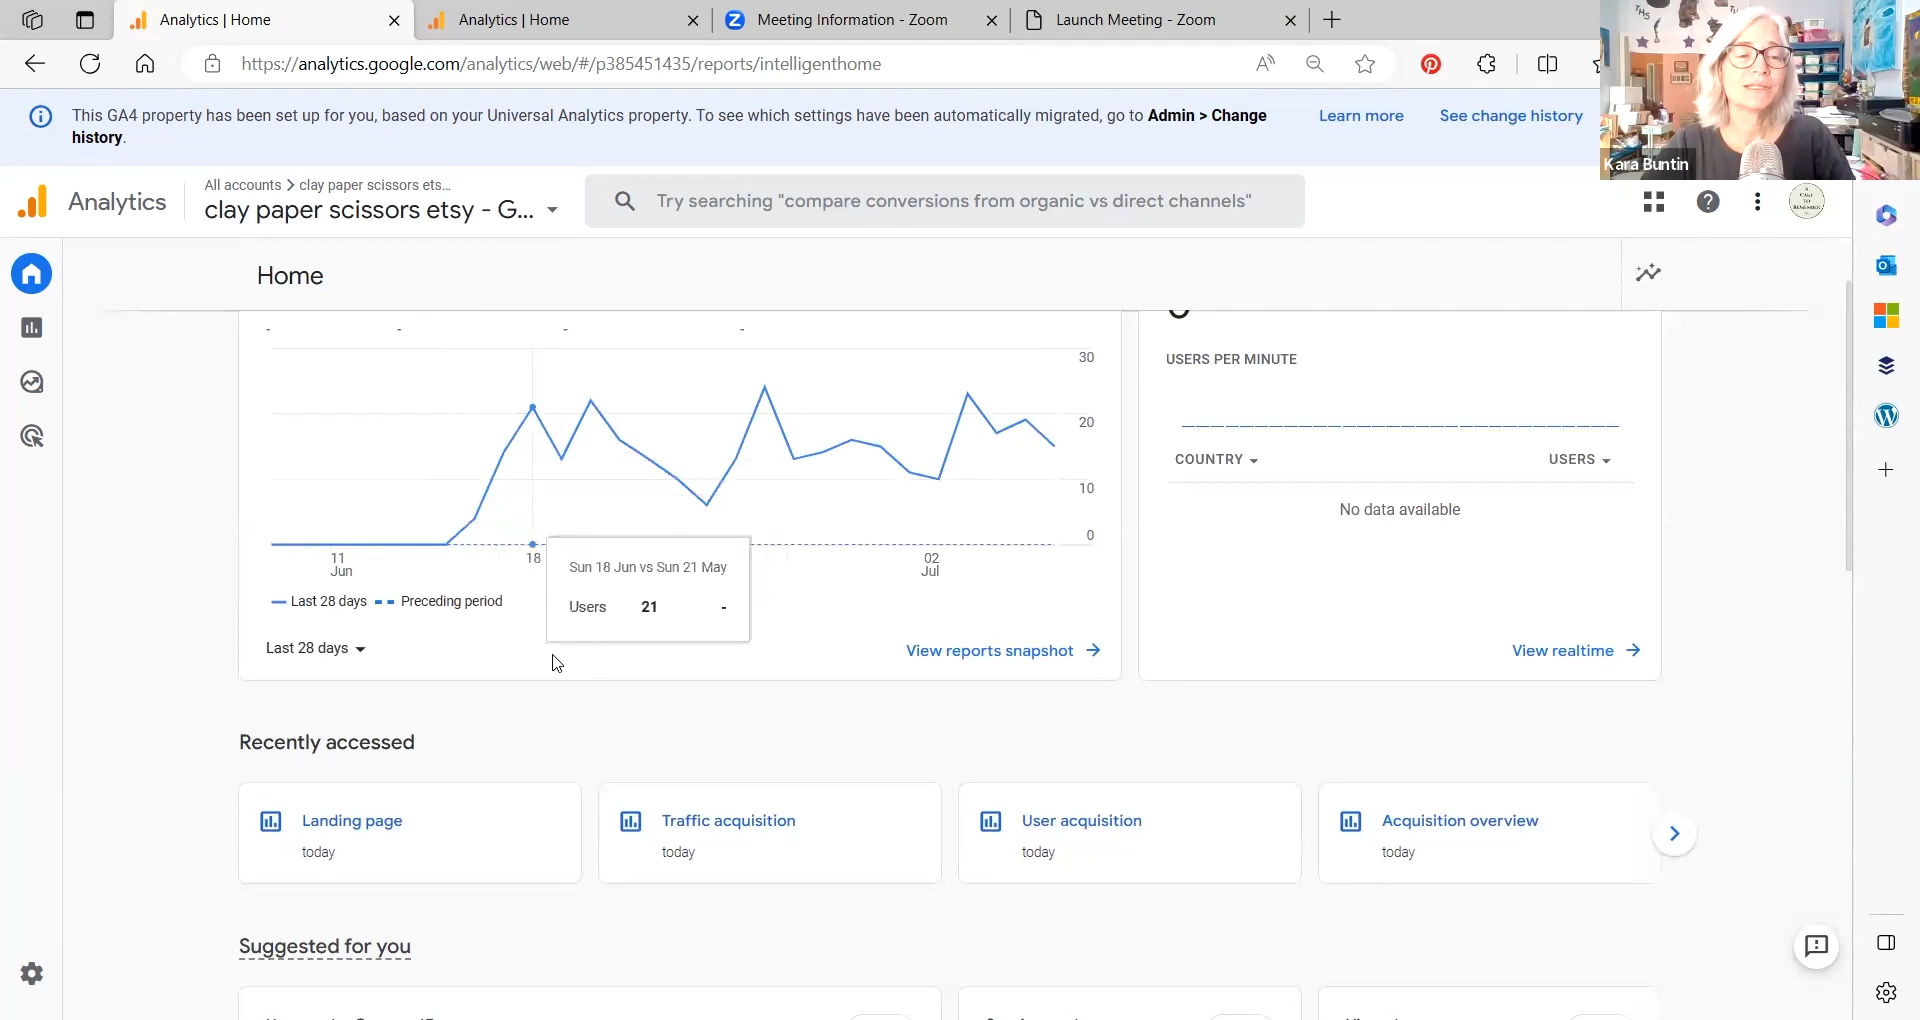 Analytics | Home
Analytics | Home
Meeting Information - Zoom
Launch Meeting - Zoom
https://analytics.google.com/analytics/web/#/p385451435/reports/intelligenthome
Kara Buntin
This GA4 property has been set up for you, based on your Universal Analytics property. To see which settings have been automatically migrated, go to Admin > Change
history.
Learn more
See change history
Analytics
All accounts > clay paper scissors ets...
clay paper scissors etsy - G...
Try searching "compare conversions from organic vs direct channels"
A
CAKE
TO
REMEMBER
Home
30
20
10
0
11
Jun
18
02
Jul
Sun 18 Jun vs Sun 21 May
Users 21 -
Last 28 days
Preceding period
Last 28 days
View reports snapshot
USERS PER MINUTE
COUNTRY
USERS
No data available
View realtime
Recently accessed
Landing page
today
Traffic acquisition
today
User acquisition
today
Acquisition overview
today
Suggested for you